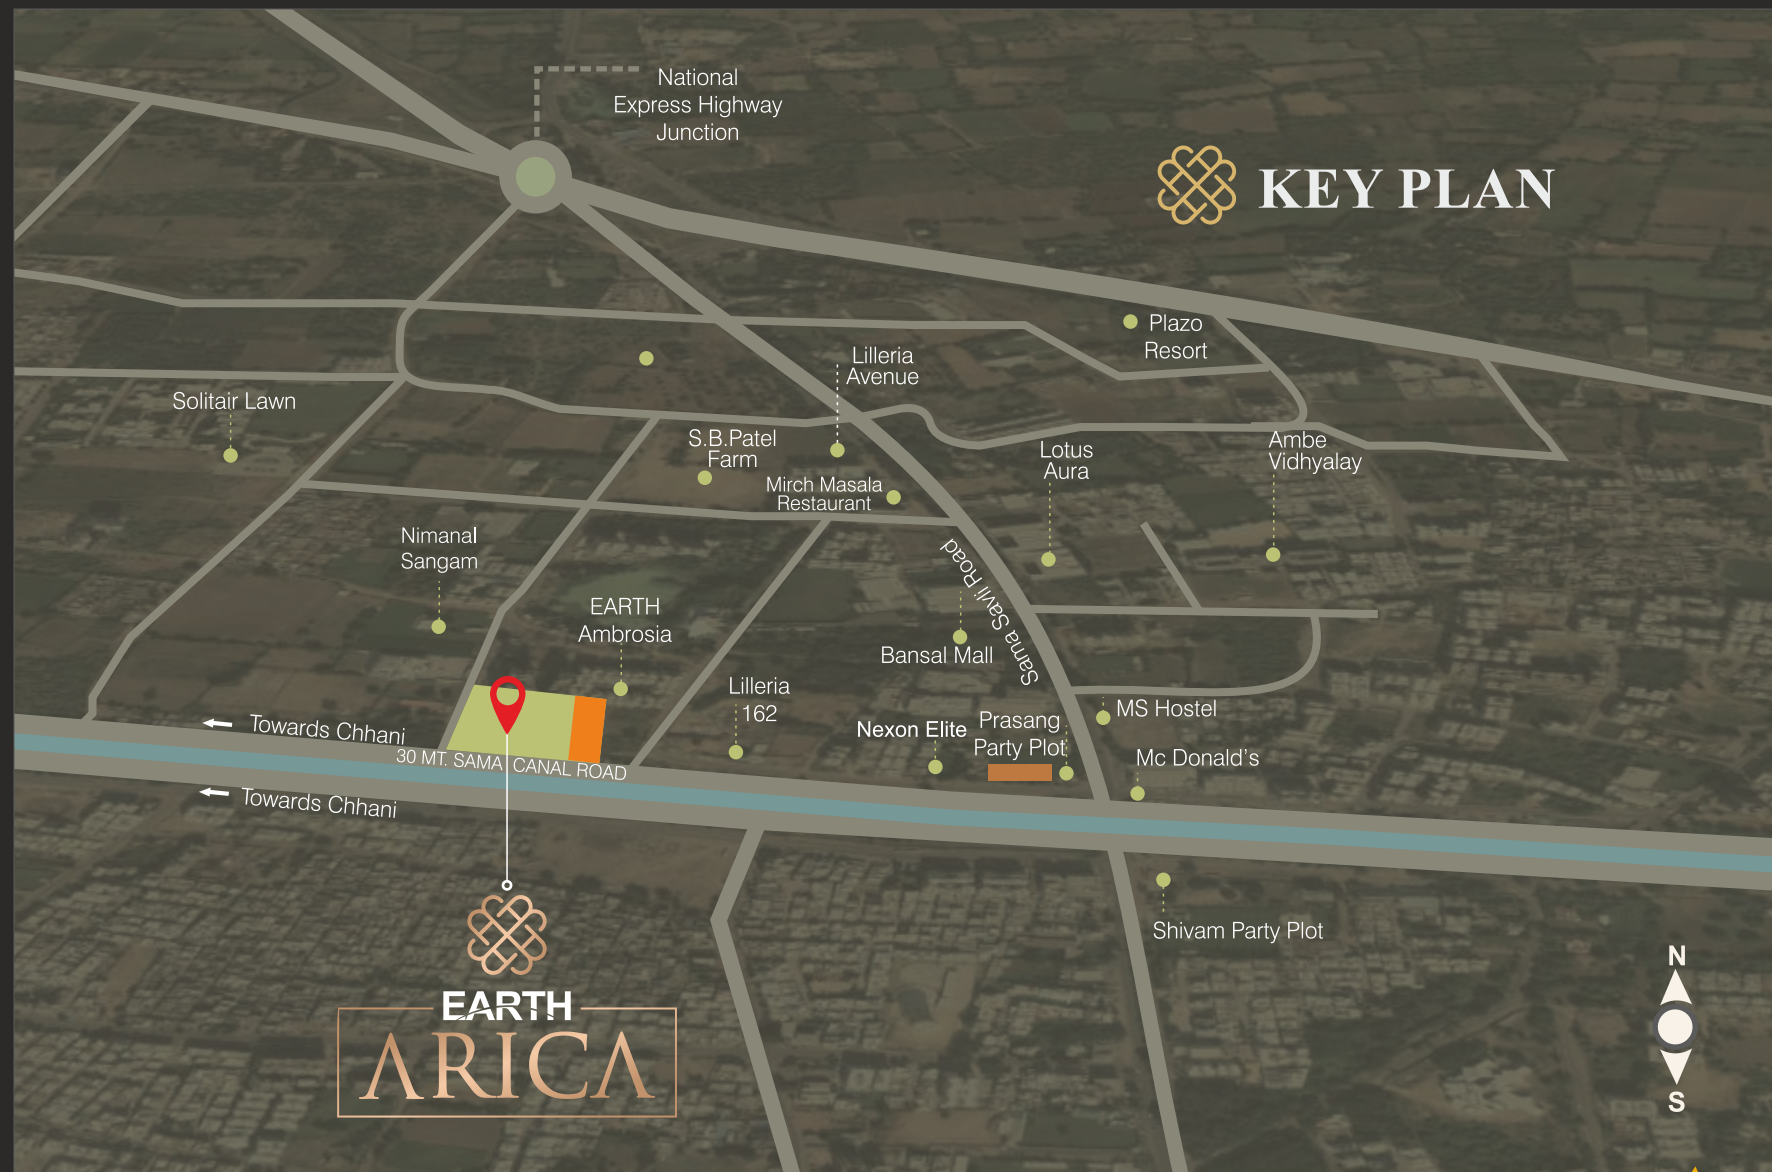 National
Express Highway
Junction
KEY PLAN
Plazo
Resort
Lilleria
Avenue
Solitair Lawn
S.B.Patel
Farm
Lotus
Aura
Ambe
Vidhyalay
Mirch Masala
Restaurant
Nimanal
Sangam
Sama Savli Road
EARTH
Ambrosia
Bansal Mall
Lilleria
162
MS Hostel
Nexon Elite
Prasang
Party Plot
Towards Chhani
30 MT. SAMA CANAL ROAD
Mc Donald's
Towards Chhani
Shivam Party Plot
N
S
EARTH
ARICA